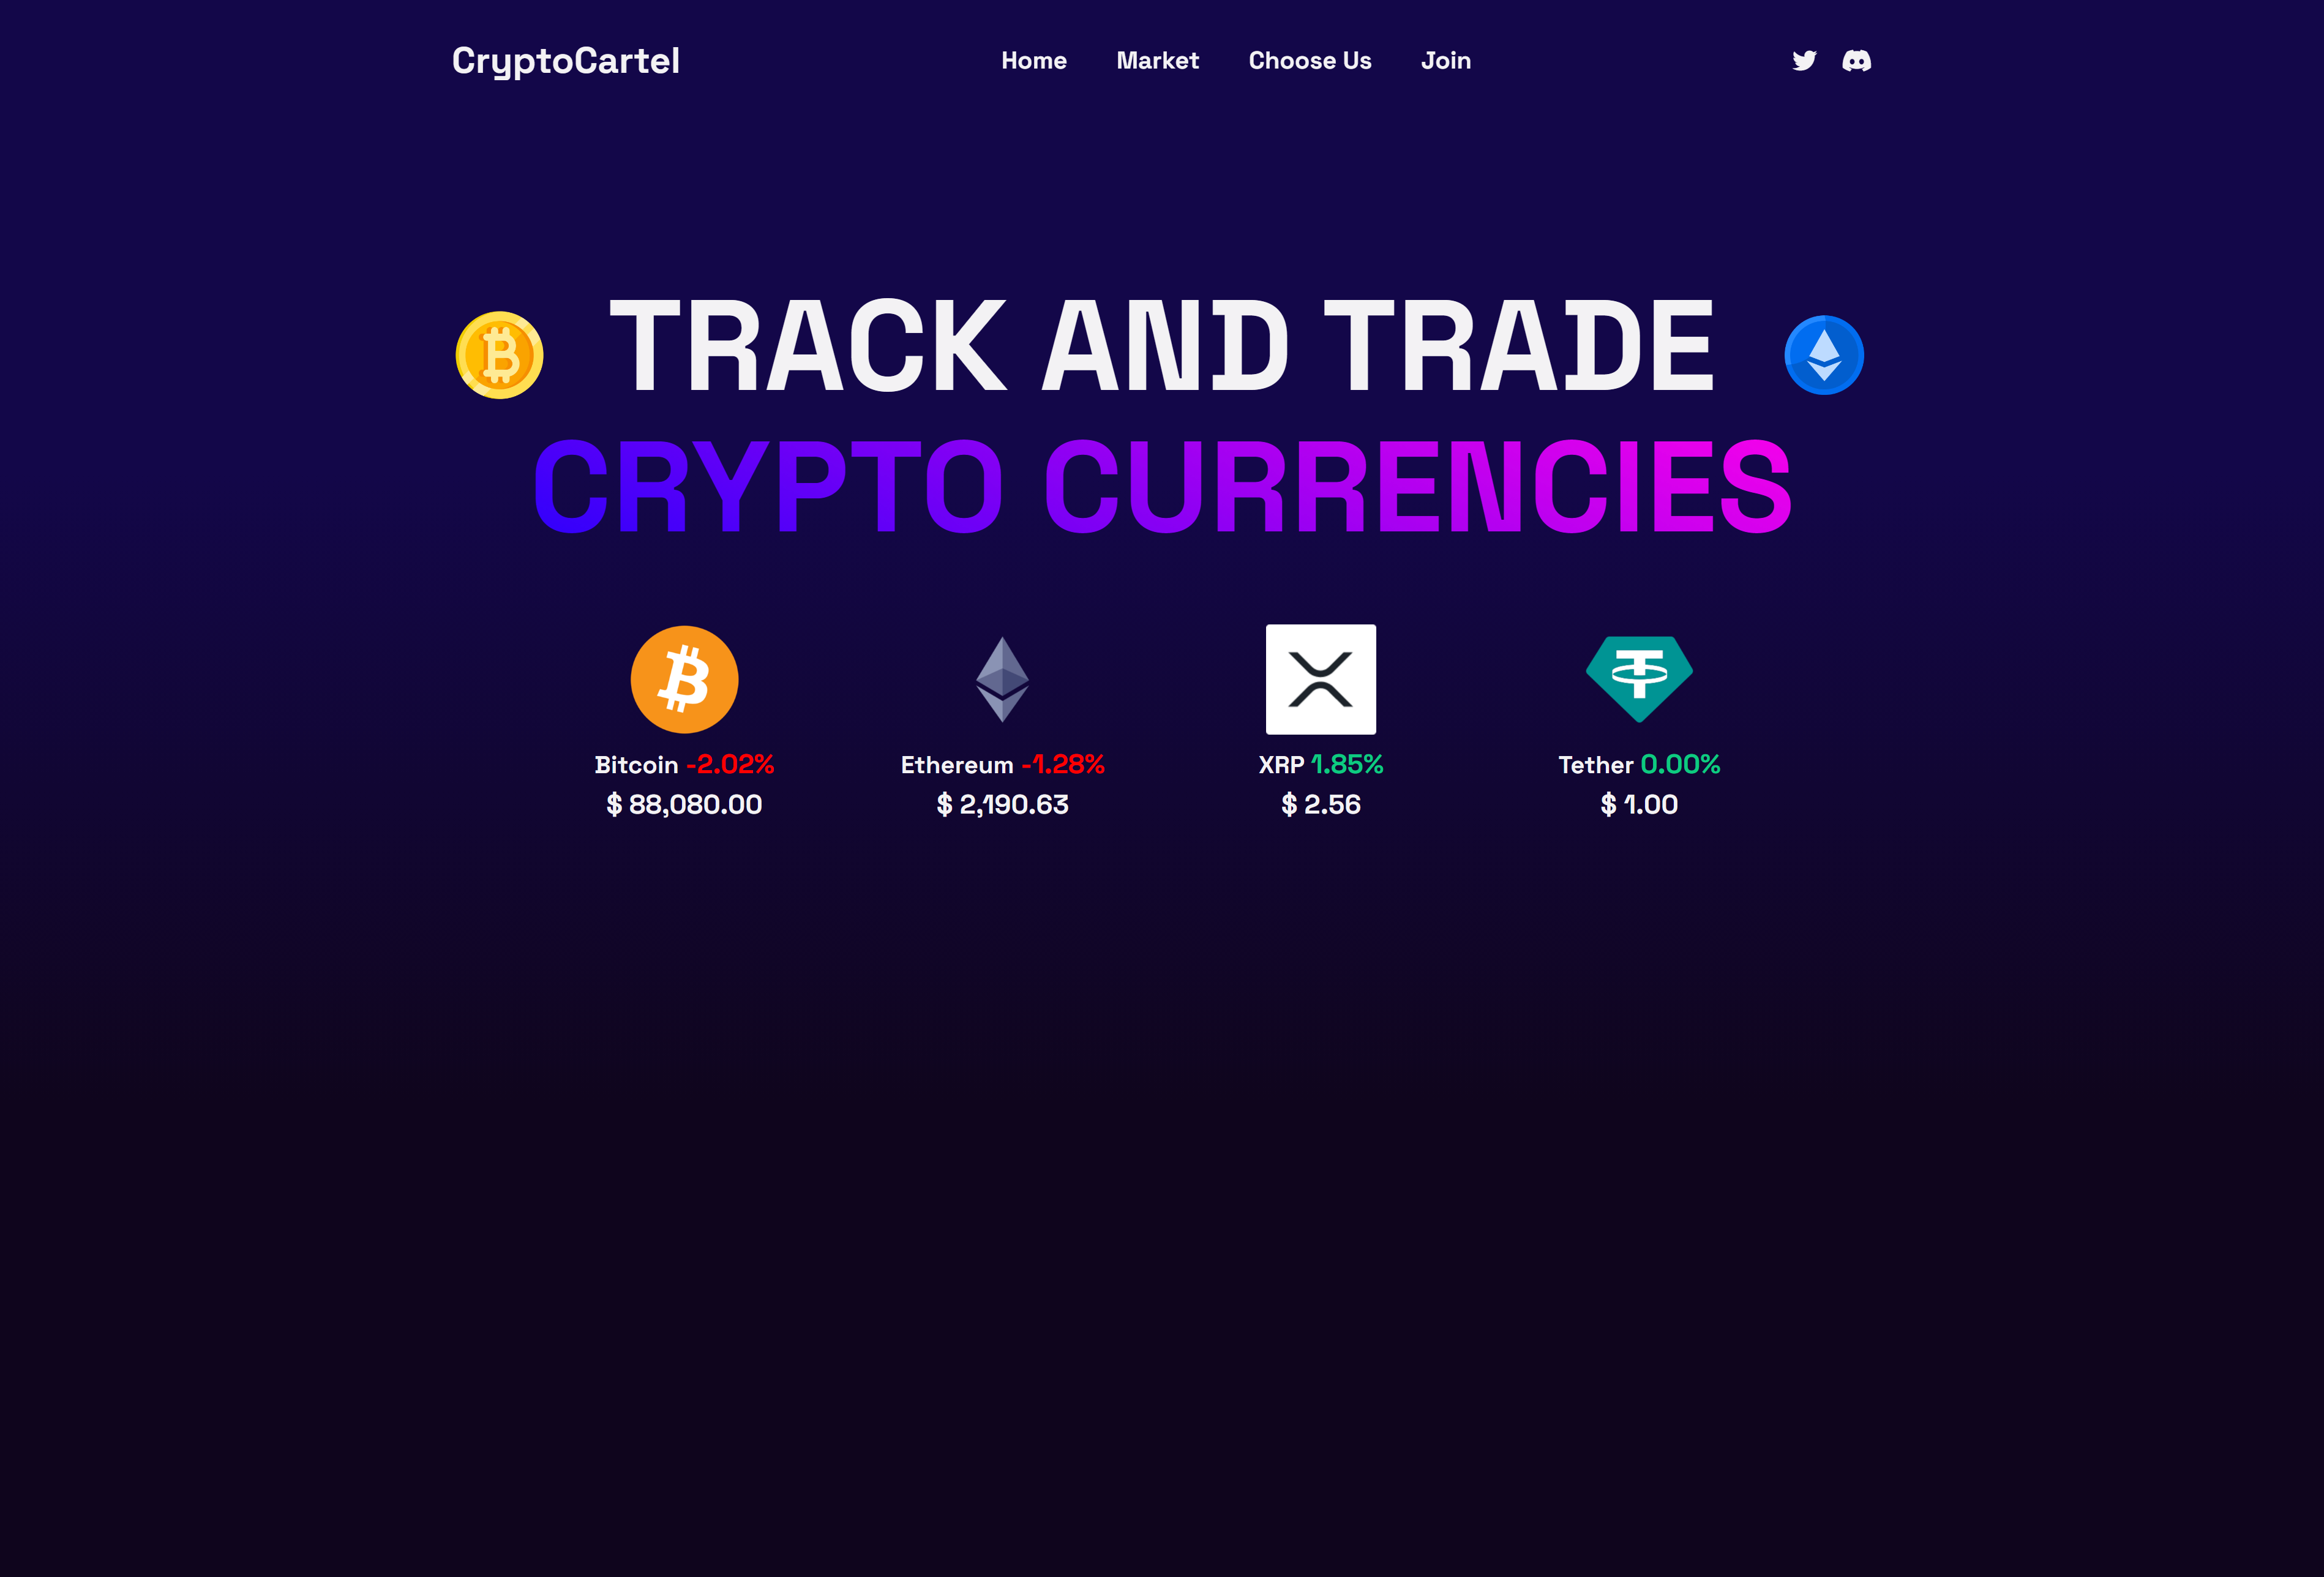 CryptoCartel Home Market Choose Us Join
TRACK AND TRADE
CRYPTO CURRENCIES
Bitcoin -2.02% Ethereum -1.28% XRP 1.85% Tether 0.00%
$ 88,080.00 $ 2,190.63 $ 2.56 $ 1.00